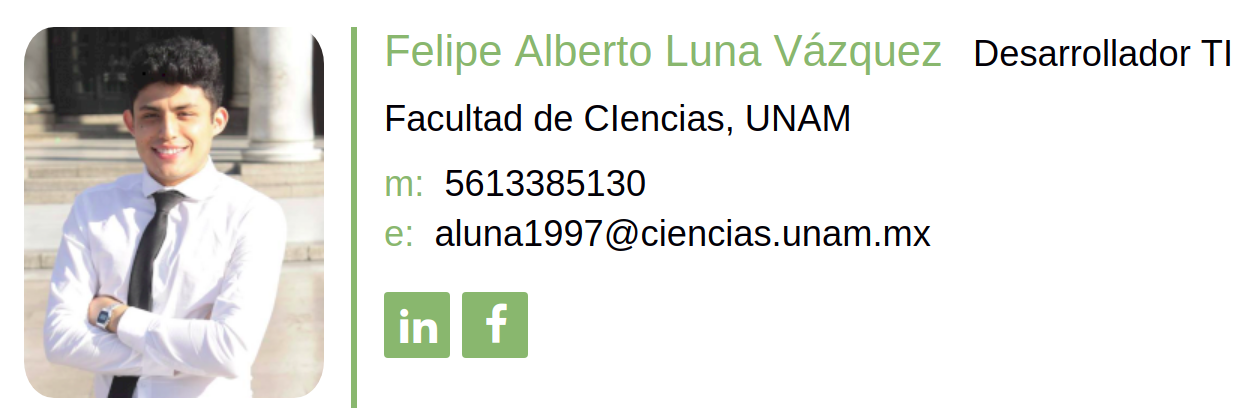 Felipe Alberto Luna Vázquez Desarrollador TI
Facultad de CIencias, UNAM
m: 5613385130
e: aluna1997@ciencias.unam.mx
in f